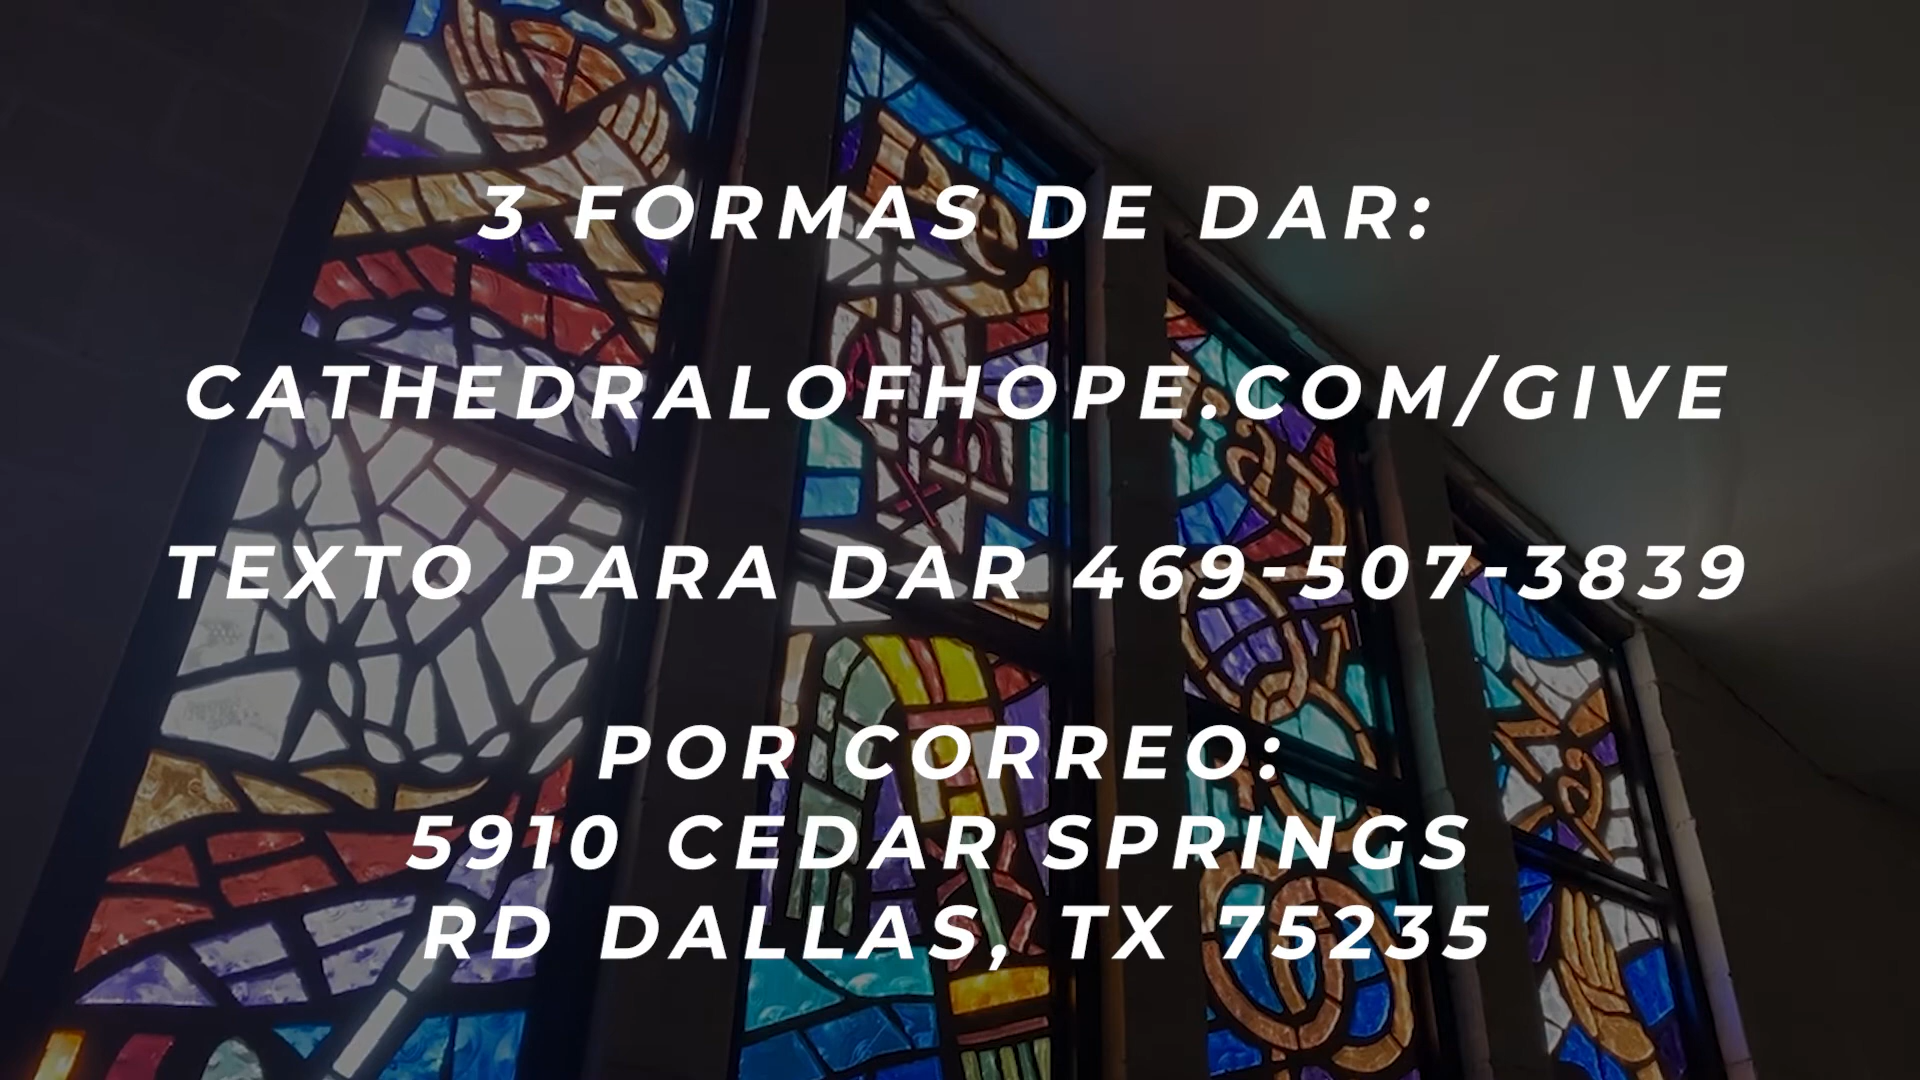 3 FORMAS DE DAR:
CATHEDRALOFHOPE.COM/GIVE
TEXTO PARA DAR 469-507-3839
POR CORREO:
5910 CEDAR SPRINGS
RD DALLAS, TX 75235